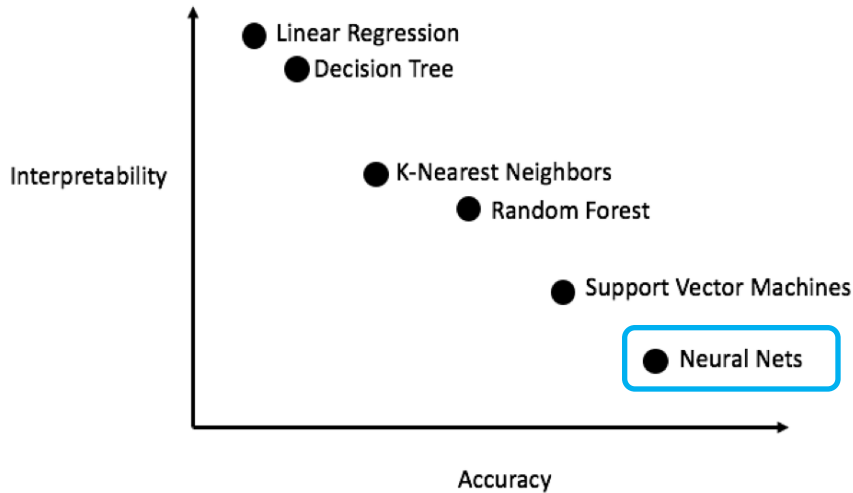 Linear Regression
Decision Tree
Interpretability
K-Nearest Neighbors
Random Forest
Support Vector Machines
Neural Nets
Accuracy